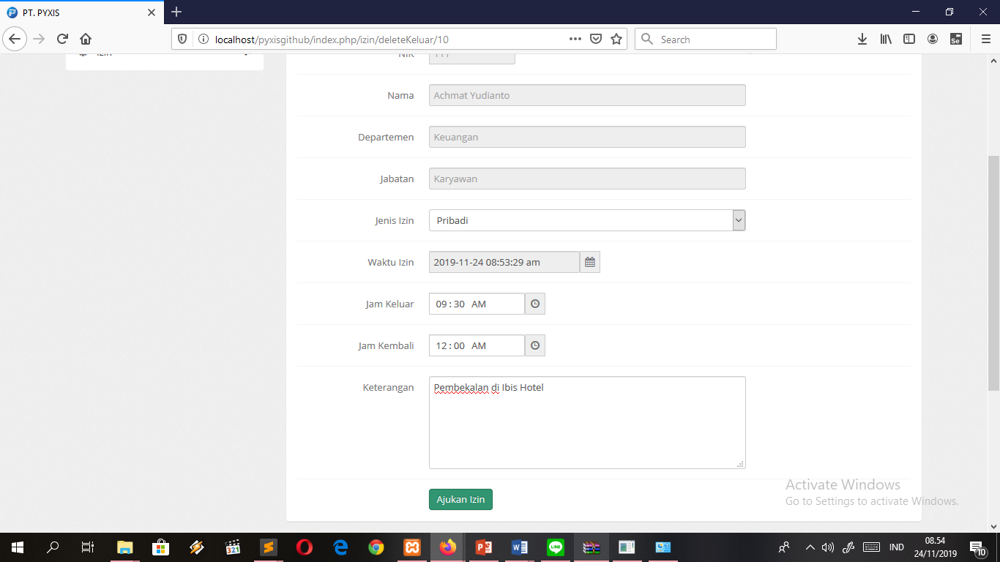 PT. PYXIS
localhost/pyxisgithub/index.php/izin/deleteKeluar/10
Search
Izin
NIK 111
Nama Achmat Yudianto
Departemen Keuangan
Jabatan Karyawan
Jenis Izin Pribadi
Waktu Izin 2019-11-24 08:53:29 am
Jam Keluar 09 : 30 AM
Jam Kembali 12 : 00 AM
Keterangan Pembekalan di Ibis Hotel
Ajukan Izin
Activate Windows
Go to Settings to activate Windows.
IND
08.54
24/11/2019
10